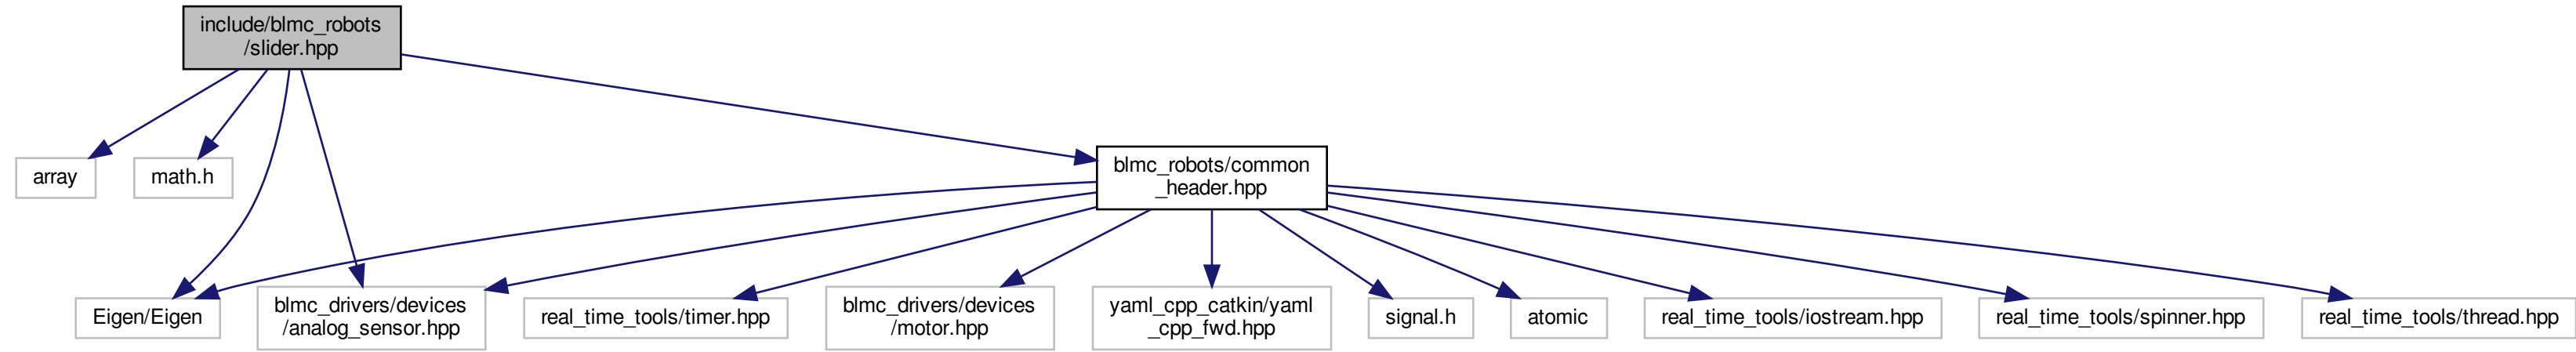 include/blmc_robots
/slider.hpp
array
math.h
blmc_robots/common
_header.hpp
Eigen/Eigen
blmc_drivers/devices
/analog_sensor.hpp
real_time_tools/timer.hpp
blmc_drivers/devices
/motor.hpp
yaml_cpp_catkin/yaml
_cpp_fwd.hpp
signal.h
atomic
real_time_tools/iostream.hpp
real_time_tools/spinner.hpp
real_time_tools/thread.hpp